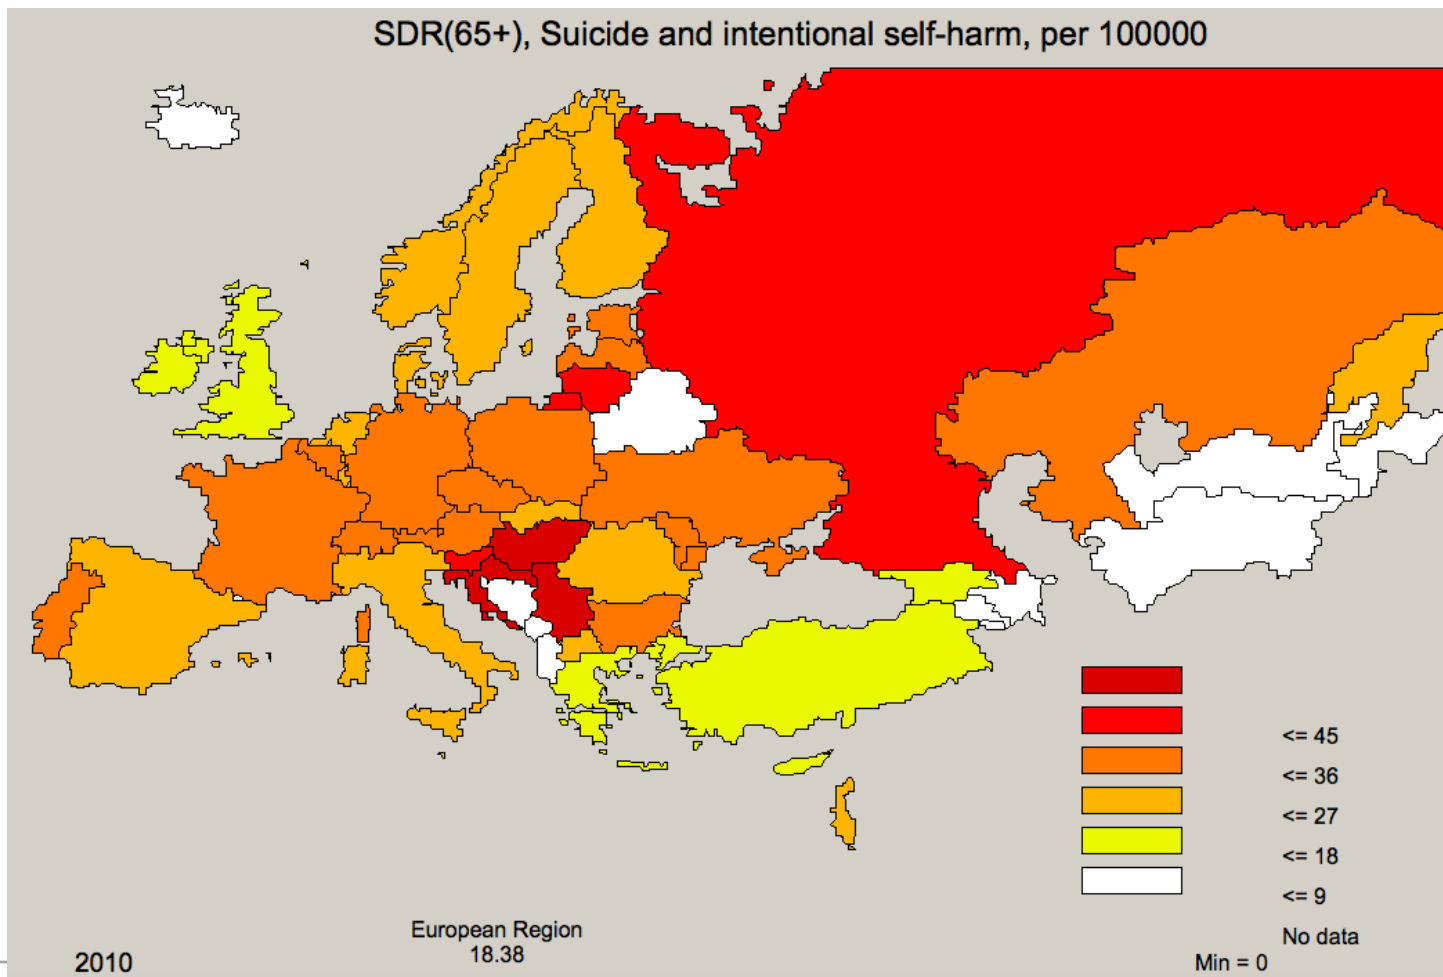 SDR(65+), Suicide and intentional self-harm, per 100000
<= 45
<= 36
<= 27
<= 18
<= 9
No data
Min = 0
European Region
18.38
2010